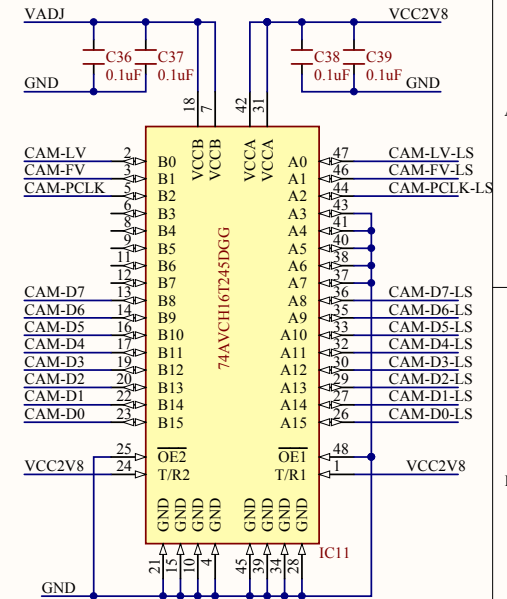 VADJ VCC2V8
C36 C37 C38 C39
0.1uF 0.1uF 0.1uF 0.1uF
GND GND
18 7 42 31
VCCB VCCB VCCA VCCA
CAM-LV 2 B0 A0 47 CAM-LV-LS
CAM-FV 3 B1 A1 46 CAM-FV-LS
CAM-PCLK 5 B2 A2 44 CAM-PCLK-LS
6 B3 A3 43
8 B4 A4 41
9 B5 A5 40
11 B6 A6 38
12 B7 A7 37
CAM-D7 13 B8 A8 36 CAM-D7-LS
CAM-D6 14 B9 A9 35 CAM-D6-LS
CAM-D5 16 B10 A10 33 CAM-D5-LS
CAM-D4 17 B11 A11 32 CAM-D4-LS
CAM-D3 19 B12 A12 30 CAM-D3-LS
CAM-D2 20 B13 A13 29 CAM-D2-LS
CAM-D1 22 B14 A14 27 CAM-D1-LS
CAM-D0 23 B15 A15 26 CAM-D0-LS
74AVCH16T245DGG
25 OE2 OE1 48
VCC2V8 24 T/R2 T/R1 1 VCC2V8
GND GND GND GND GND GND GND GND
21 15 10 4 45 39 34 28
IC11
GND